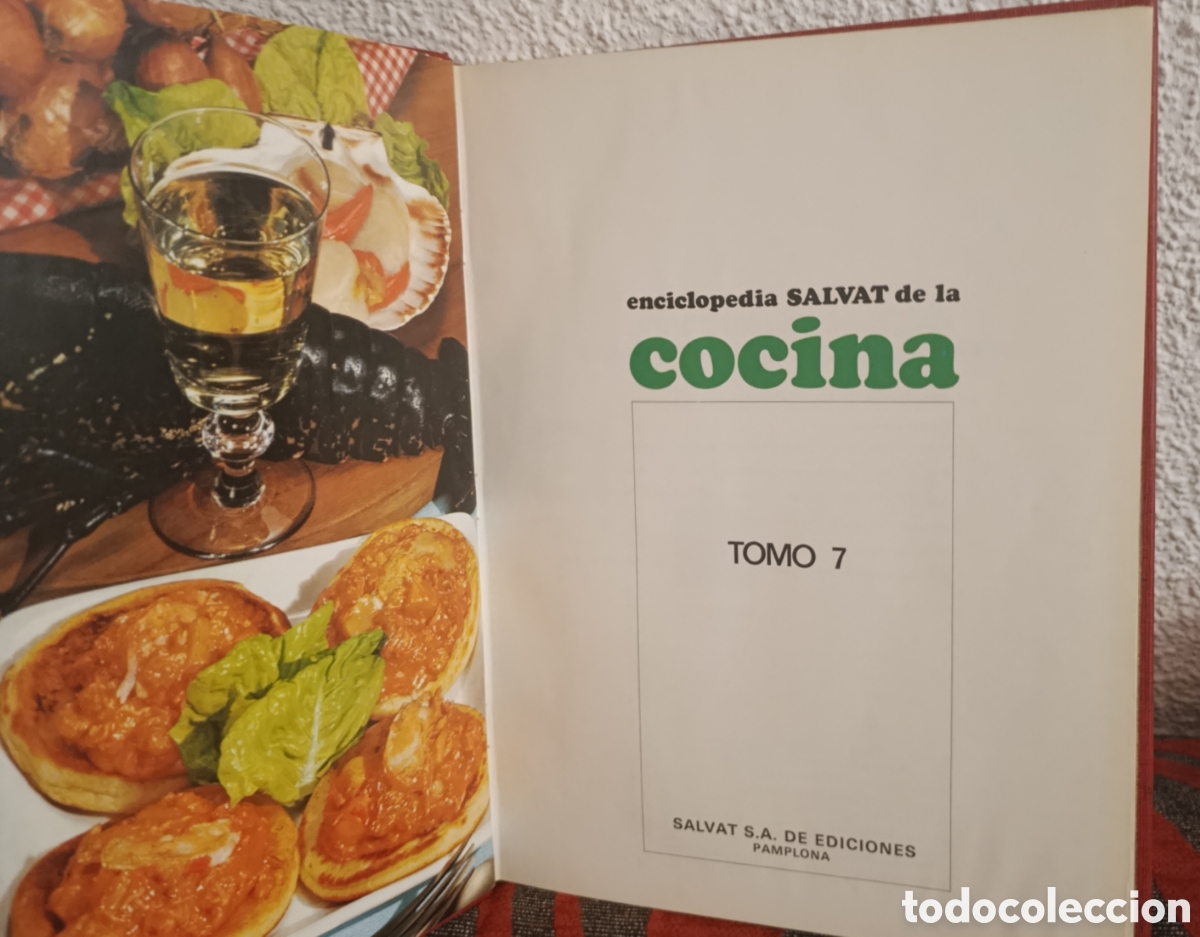 enciclopedia SALVAT de la
cocina
TOMO 7
SALVAT S.A. DE EDICIONES
PAMPLONA
todocoleccion